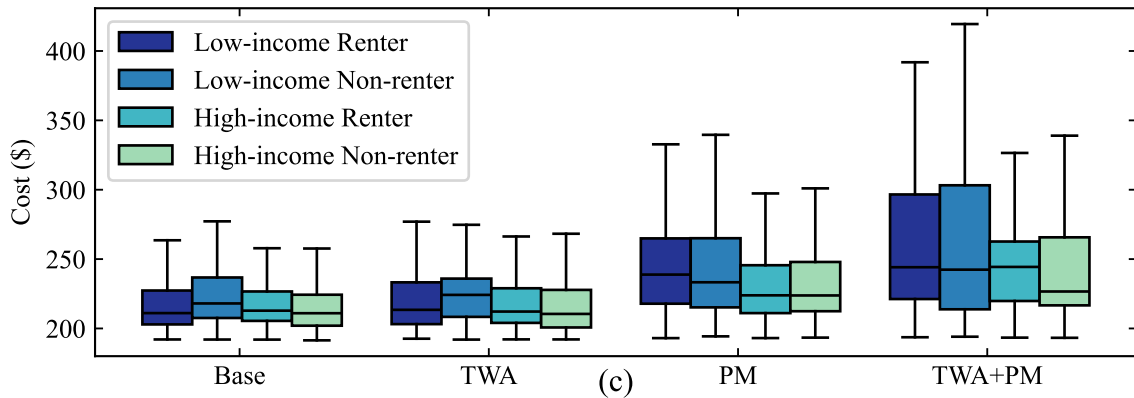 Cost ($)
400
350
300
250
200
Low-income Renter
Low-income Non-renter
High-income Renter
High-income Non-renter
Base
TWA
PM
TWA+PM
(c)